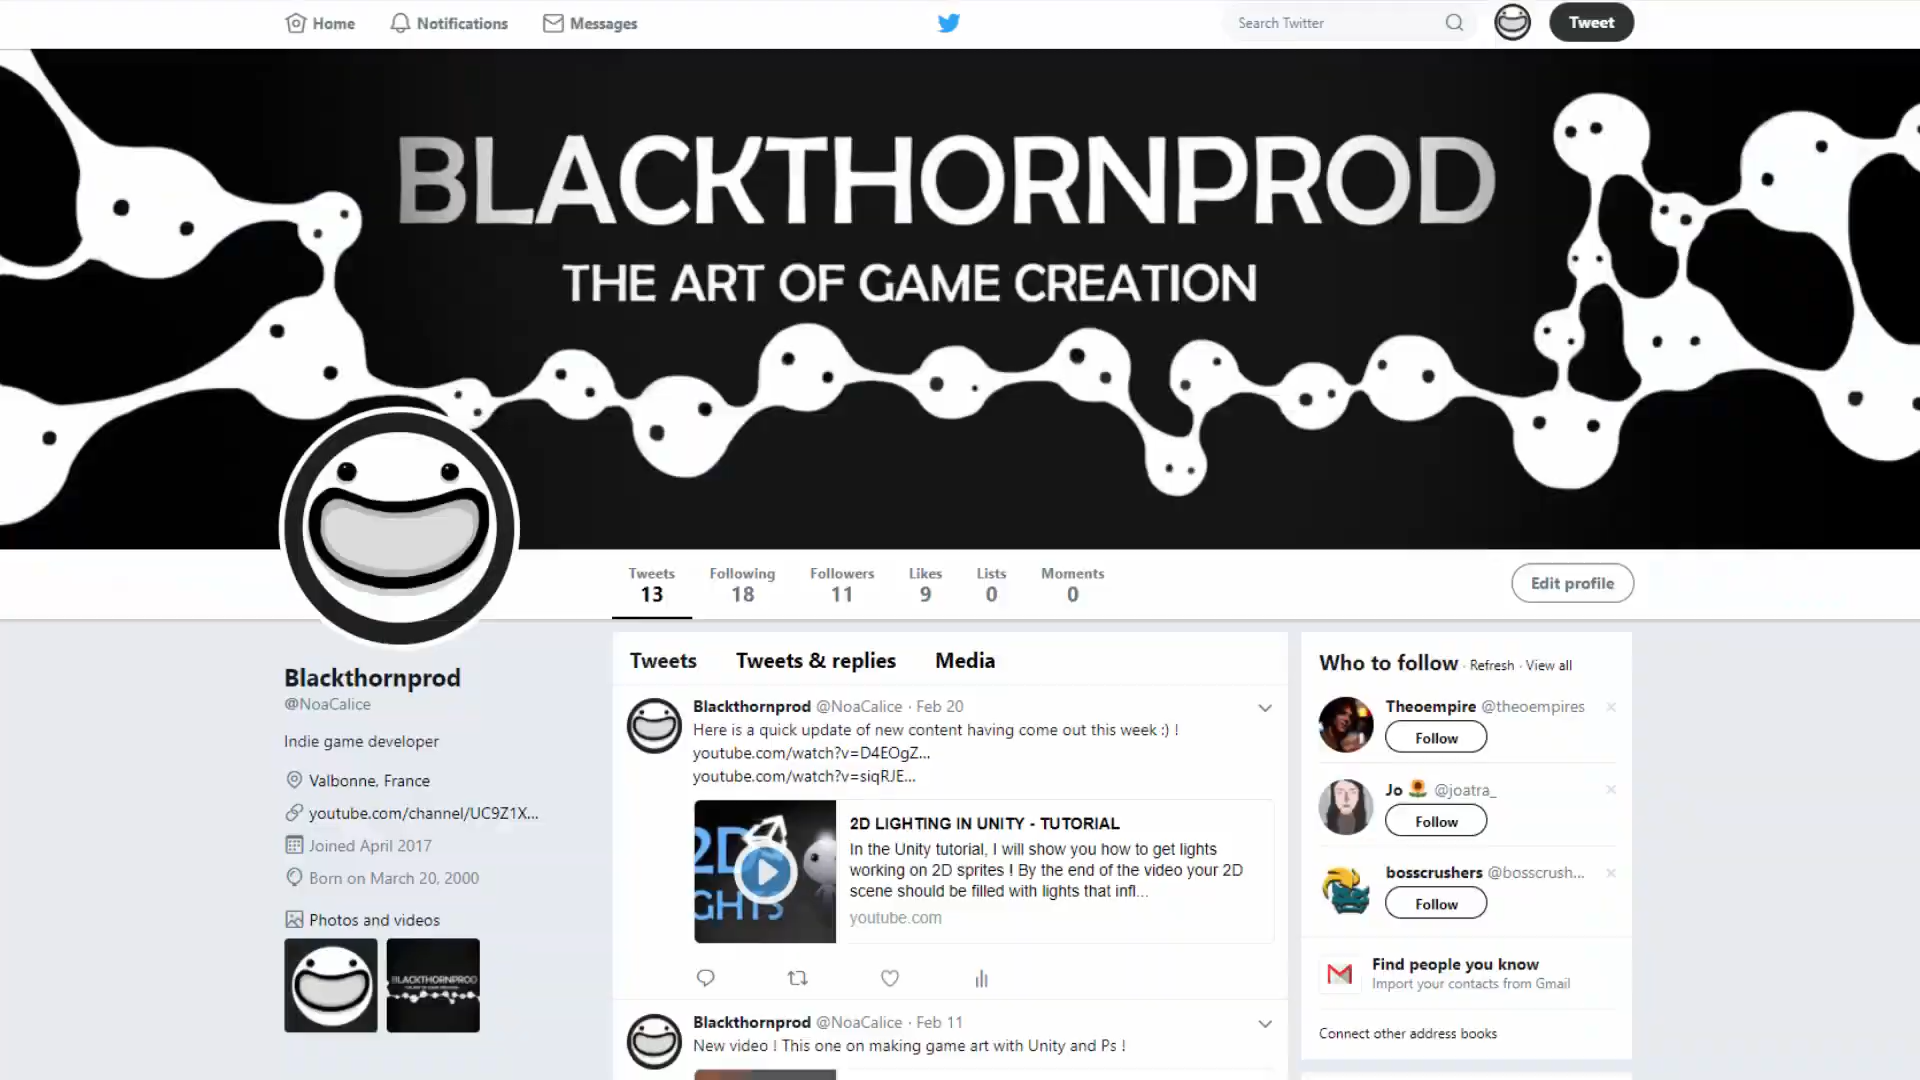 Home
Notifications
Messages
Search Twitter
Tweet
BLACKTHORNPROD
THE ART OF GAME CREATION
Tweets
13
Following
18
Followers
11
Likes
9
Lists
0
Moments
0
Edit profile
Blackthornprod
@NoaCalice
Indie game developer
Valbonne, France
youtube.com/channel/UC9Z1X...
Joined April 2017
Born on March 20, 2000
Photos and videos
BLACKTHORNPROD
Tweets
Tweets & replies
Media
Blackthornprod @NoaCalice · Feb 20
Here is a quick update of new content having come out this week :) !
youtube.com/watch?v=D4EOgZ...
youtube.com/watch?v=siqRJE...
2D
2D LIGHTING IN UNITY - TUTORIAL
In the Unity tutorial, I will show you how to get lights
working on 2D sprites ! By the end of the video your 2D
scene should be filled with lights that infl...
youtube.com
Blackthornprod @NoaCalice · Feb 11
New video ! This one on making game art with Unity and Ps !
Who to follow · Refresh · View all
Theoempire @theoempires
Follow
Jo @joatra_
Follow
bosscrushers @bosscrush...
Follow
Find people you know
Import your contacts from Gmail
Connect other address books